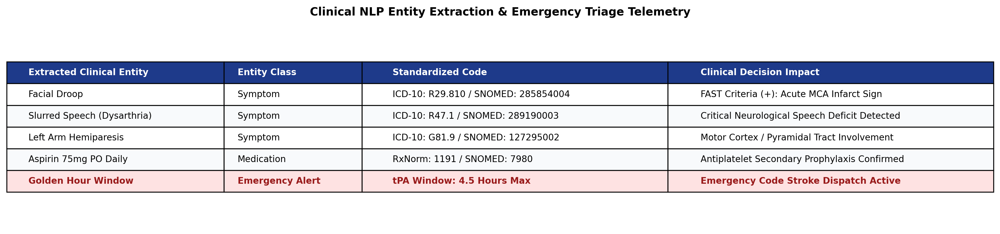 Clinical NLP Entity Extraction & Emergency Triage Telemetry
Extracted Clinical Entity Entity Class Standardized Code Clinical Decision Impact
Facial Droop Symptom ICD-10: R29.810 / SNOMED: 285854004 FAST Criteria (+): Acute MCA Infarct Sign
Slurred Speech (Dysarthria) Symptom ICD-10: R47.1 / SNOMED: 289190003 Critical Neurological Speech Deficit Detected
Left Arm Hemiparesis Symptom ICD-10: G81.9 / SNOMED: 127295002 Motor Cortex / Pyramidal Tract Involvement
Aspirin 75mg PO Daily Medication RxNorm: 1191 / SNOMED: 7980 Antiplatelet Secondary Prophylaxis Confirmed
Golden Hour Window Emergency Alert tPA Window: 4.5 Hours Max Emergency Code Stroke Dispatch Active